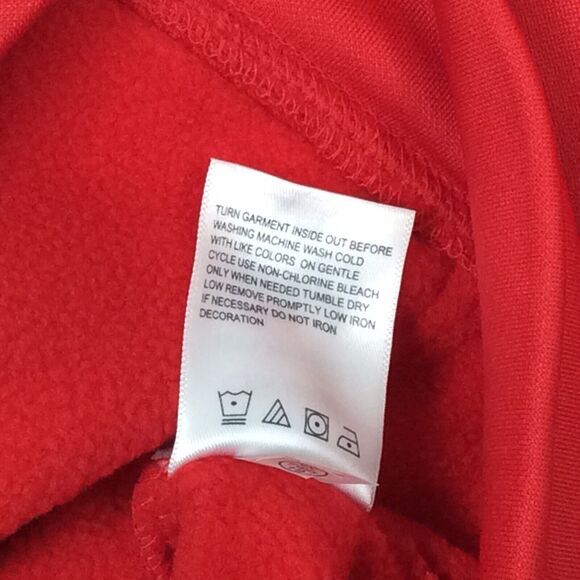 TURN GARMENT INSIDE OUT BEFORE
WASHING MACHINE WASH COLD
WITH LIKE COLORS ON GENTLE
CYCLE USE NON-CHLORINE BLEACH
ONLY WHEN NEEDED TUMBLE DRY
LOW REMOVE PROMPTLY LOW IRON
IF NECESSARY DO NOT IRON
DECORATION